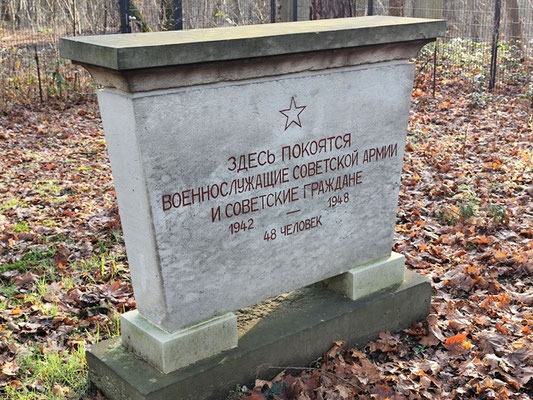 ЗДЕСЬ ПОКОЯТСЯ
ВОЕННОСЛУЖАЩИЕ СОВЕТСКОЙ АРМИИ
И СОВЕТСКИЕ ГРАЖДАНЕ
1942 — 1948
48 ЧЕЛОВЕК